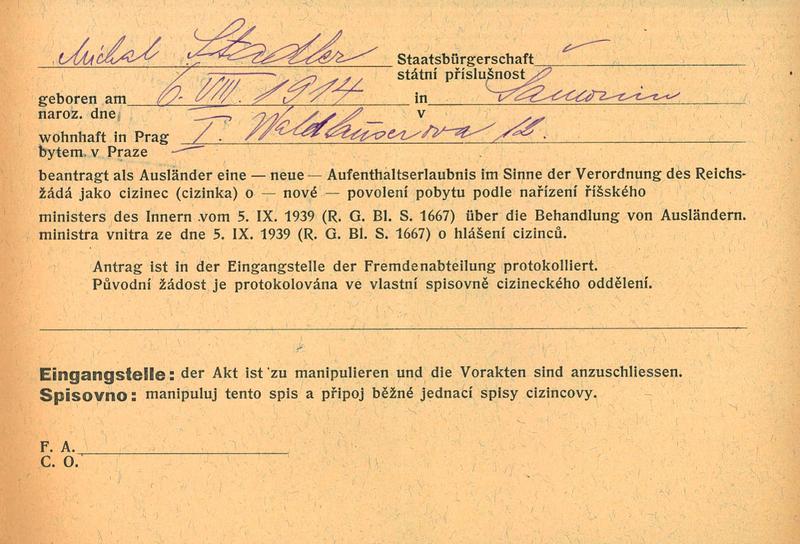 Michal Stadler Staatsbürgerschaft
státní příslušnost
geboren am 6. VIII. 1914 in Šamorin
naroz. dne v
wohnhaft in Prag I. Waldhauserova 12.
bytem v Praze
beantragt als Ausländer eine — neue — Aufenthaltserlaubnis im Sinne der Verordnung des Reichs-
žádá jako cizinec (cizinka) o — nové — povolení pobytu podle nařízení říšského
ministers des Innern vom 5. IX. 1939 (R. G. Bl. S. 1667) über die Behandlung von Ausländern.
ministra vnitra ze dne 5. IX. 1939 (R. G. Bl. S. 1667) o hlášení cizinců.
Antrag ist in der Eingangstelle der Fremdenabteilung protokolliert.
Původní žádost je protokolována ve vlastní spisovně cizineckého oddělení.
Eingangstelle: der Akt ist zu manipulieren und die Vorakten sind anzuschliessen.
Spisovno: manipuluj tento spis a připoj běžné jednací spisy cizincovy.
F. A.
C. O.